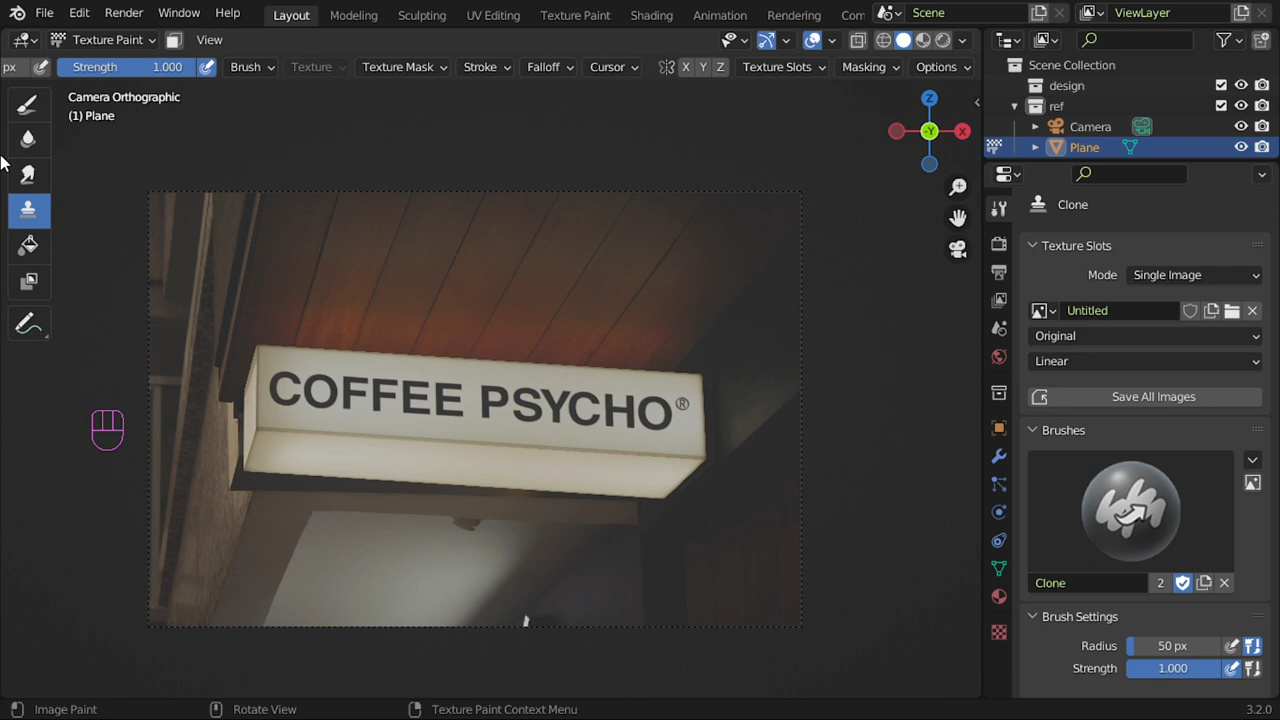 File Edit Render Window Help Layout Modeling Sculpting UV Editing Texture Paint Shading Animation Rendering Com Scene ViewLayer
Texture Paint View
px Strength 1.000 Brush Texture Texture Mask Stroke Falloff Cursor X Y Z Texture Slots Masking Options
Scene Collection
design
ref
Camera
Plane
Camera Orthographic
(1) Plane
Z
-Y X
COFFEE PSYCHO®
Clone
Texture Slots
Mode Single Image
Untitled
Original
Linear
Save All Images
Brushes
Clone 2
Brush Settings
Radius 50 px
Strength 1.000
Image Paint Rotate View Texture Paint Context Menu 3.2.0